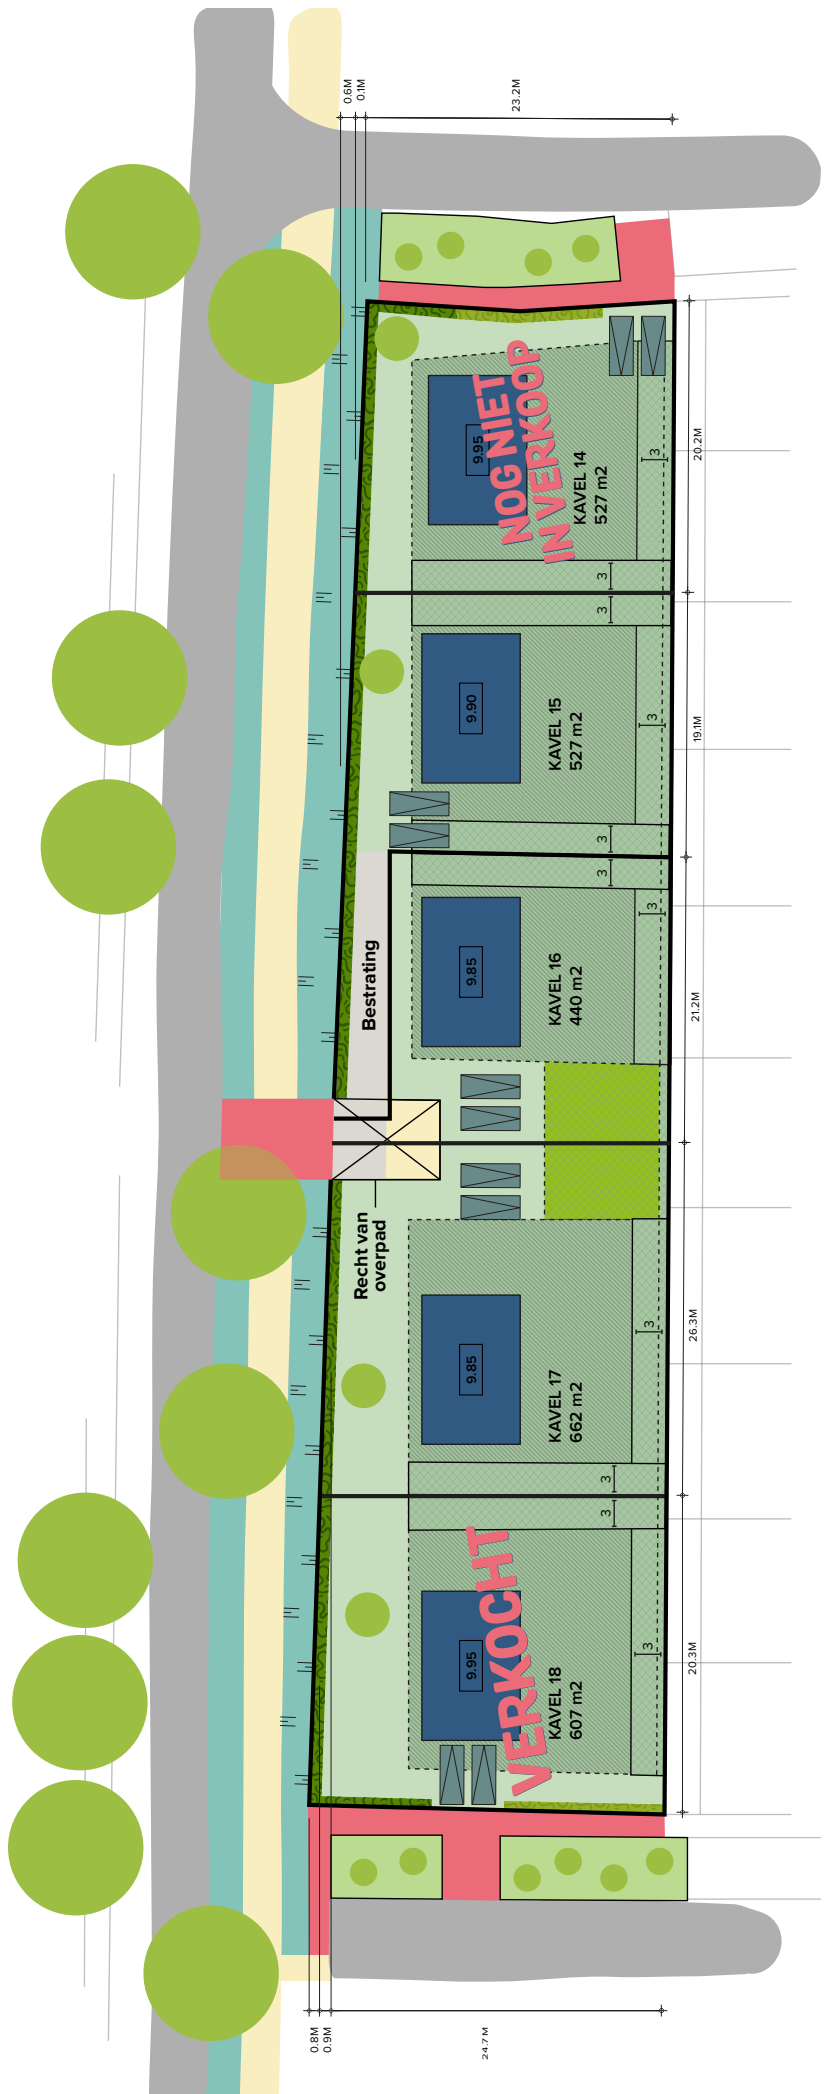 0.6M
0.1M
23.2M
NOG NIET
IN VERKOOP
9.95
KAVEL 14
527 m2
3
20.2M
3
3
9.90
KAVEL 15
527 m2
3
19.1M
3
3
Bestrating
9.85
KAVEL 16
440 m2
3
21.2M
Recht van
overpad
9.85
KAVEL 17
662 m2
3
26.3M
3
3
VERKOCHT
9.95
KAVEL 18
607 m2
3
20.3M
0.8M
0.9M
24.7M